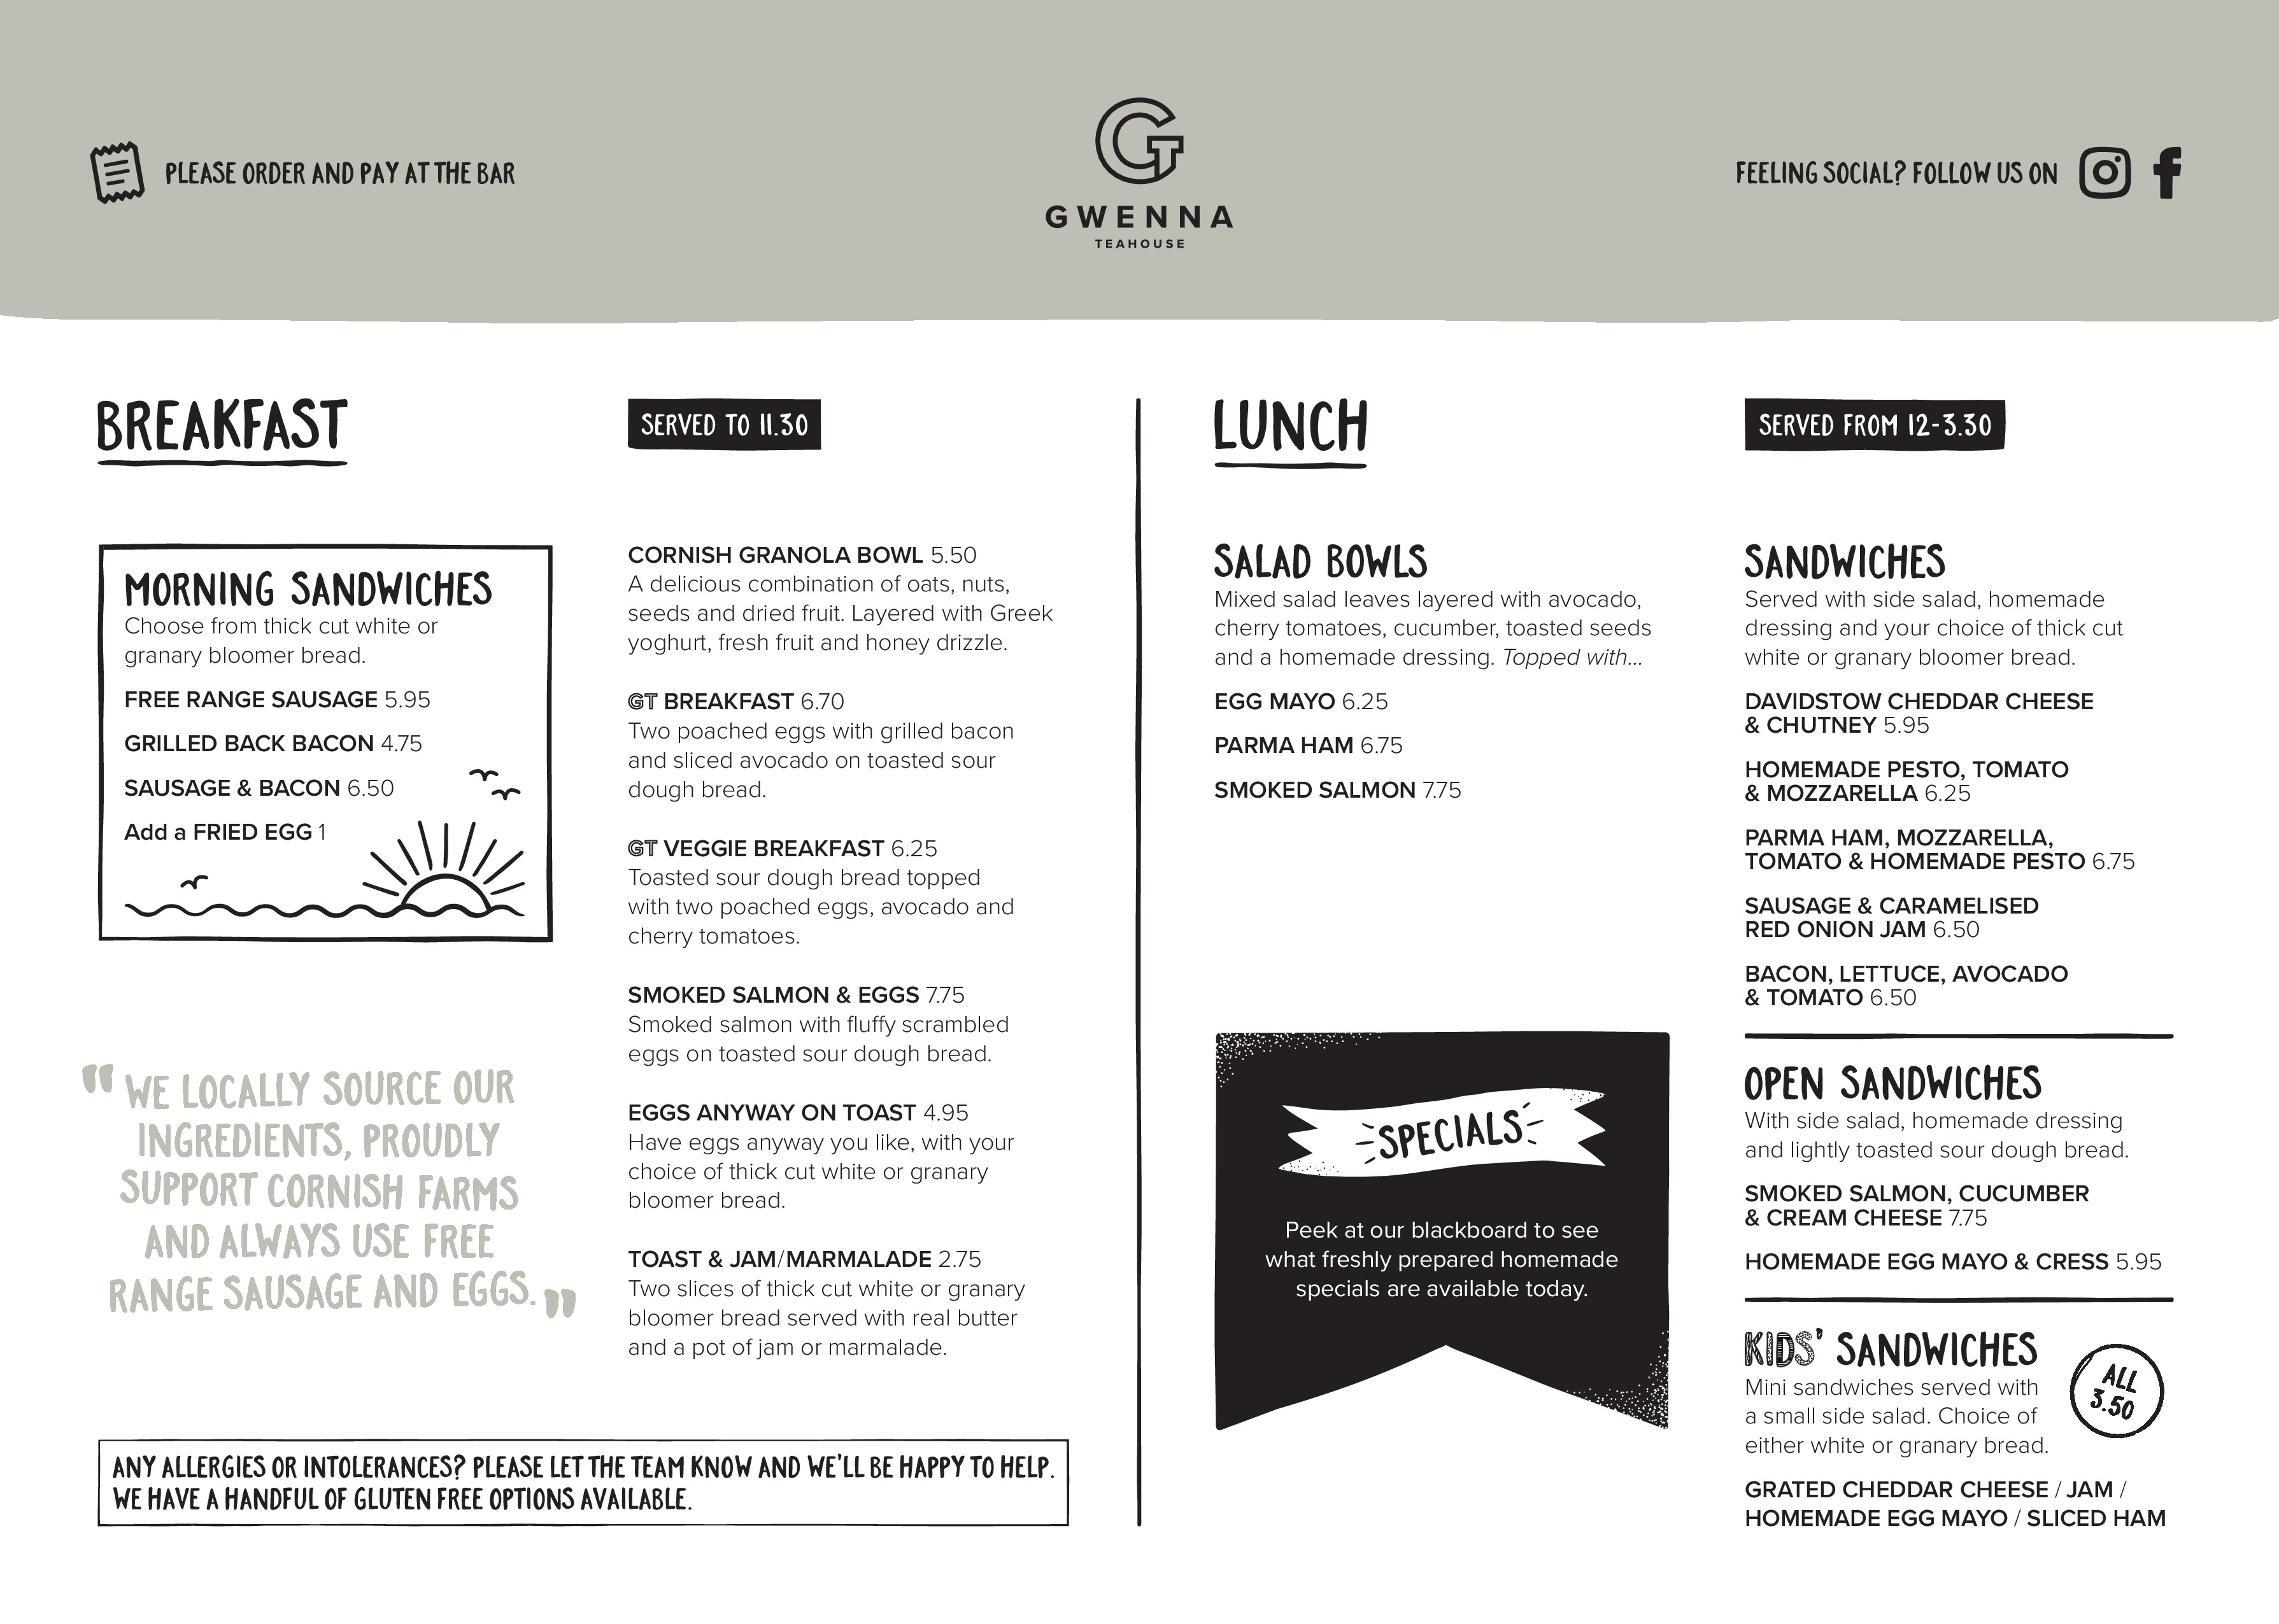 PLEASE ORDER AND PAY AT THE BAR
GT
GWENNA
TEAHOUSE
FEELING SOCIAL? FOLLOW US ON
BREAKFAST
SERVED TO 11.30
MORNING SANDWICHES
Choose from thick cut white or
granary bloomer bread.
FREE RANGE SAUSAGE 5.95
GRILLED BACK BACON 4.75
SAUSAGE & BACON 6.50
Add a FRIED EGG 1
"WE LOCALLY SOURCE OUR
INGREDIENTS, PROUDLY
SUPPORT CORNISH FARMS
AND ALWAYS USE FREE
RANGE SAUSAGE AND EGGS."
CORNISH GRANOLA BOWL 5.50
A delicious combination of oats, nuts,
seeds and dried fruit. Layered with Greek
yoghurt, fresh fruit and honey drizzle.
GT BREAKFAST 6.70
Two poached eggs with grilled bacon
and sliced avocado on toasted sour
dough bread.
GT VEGGIE BREAKFAST 6.25
Toasted sour dough bread topped
with two poached eggs, avocado and
cherry tomatoes.
SMOKED SALMON & EGGS 7.75
Smoked salmon with fluffy scrambled
eggs on toasted sour dough bread.
EGGS ANYWAY ON TOAST 4.95
Have eggs anyway you like, with your
choice of thick cut white or granary
bloomer bread.
TOAST & JAM/MARMALADE 2.75
Two slices of thick cut white or granary
bloomer bread served with real butter
and a pot of jam or marmalade.
ANY ALLERGIES OR INTOLERANCES? PLEASE LET THE TEAM KNOW AND WE'LL BE HAPPY TO HELP.
WE HAVE A HANDFUL OF GLUTEN FREE OPTIONS AVAILABLE.
LUNCH
SERVED FROM 12-3.30
SALAD BOWLS
Mixed salad leaves layered with avocado,
cherry tomatoes, cucumber, toasted seeds
and a homemade dressing. Topped with...
EGG MAYO 6.25
PARMA HAM 6.75
SMOKED SALMON 7.75
SPECIALS
Peek at our blackboard to see
what freshly prepared homemade
specials are available today.
SANDWICHES
Served with side salad, homemade
dressing and your choice of thick cut
white or granary bloomer bread.
DAVIDSTOW CHEDDAR CHEESE
& CHUTNEY 5.95
HOMEMADE PESTO, TOMATO
& MOZZARELLA 6.25
PARMA HAM, MOZZARELLA,
TOMATO & HOMEMADE PESTO 6.75
SAUSAGE & CARAMELISED
RED ONION JAM 6.50
BACON, LETTUCE, AVOCADO
& TOMATO 6.50
OPEN SANDWICHES
With side salad, homemade dressing
and lightly toasted sour dough bread.
SMOKED SALMON, CUCUMBER
& CREAM CHEESE 7.75
HOMEMADE EGG MAYO & CRESS 5.95
KIDS' SANDWICHES
Mini sandwiches served with
a small side salad. Choice of
either white or granary bread.
ALL
3.50
GRATED CHEDDAR CHEESE / JAM /
HOMEMADE EGG MAYO / SLICED HAM